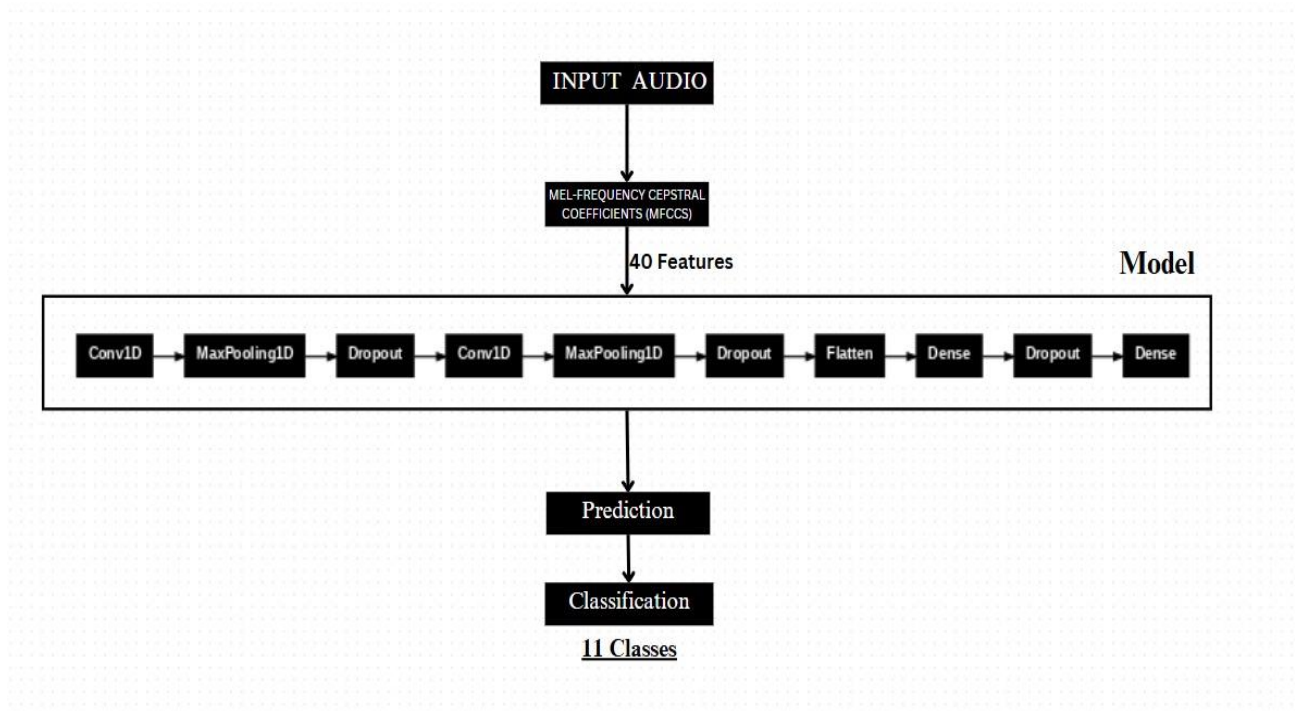 INPUT AUDIO
MEL-FREQUENCY CEPSTRAL
COEFFICIENTS (MFCCS)
40 Features
Model
Conv1D
MaxPooling1D
Dropout
Conv1D
MaxPooling1D
Dropout
Flatten
Dense
Dropout
Dense
Prediction
Classification
11 Classes